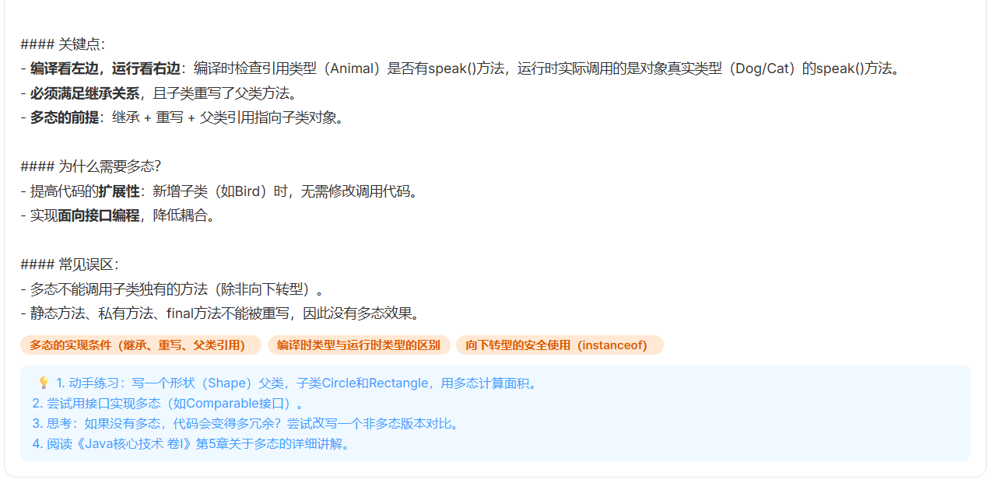 #### 关键点：
- 编译看左边，运行看右边：编译时检查引用类型（Animal）是否有speak()方法，运行时实际调用的是对象真实类型（Dog/Cat）的speak()方法。
- 必须满足继承关系，且子类重写了父类方法。
- 多态的前提：继承 + 重写 + 父类引用指向子类对象。
#### 为什么需要多态？
- 提高代码的扩展性：新增子类（如Bird）时，无需修改调用代码。
- 实现面向接口编程，降低耦合。
#### 常见误区：
- 多态不能调用子类独有的方法（除非向下转型）。
- 静态方法、私有方法、final方法不能被重写，因此没有多态效果。
多态的实现条件（继承、重写、父类引用） 编译时类型与运行时类型的区别 向下转型的安全使用（instanceof）
💡 1. 动手练习：写一个形状（Shape）父类，子类Circle和Rectangle，用多态计算面积。
2. 尝试用接口实现多态（如Comparable接口）。
3. 思考：如果没有多态，代码会变得多冗余？尝试改写一个非多态版本对比。
4. 阅读《Java核心技术 卷I》第5章关于多态的详细讲解。